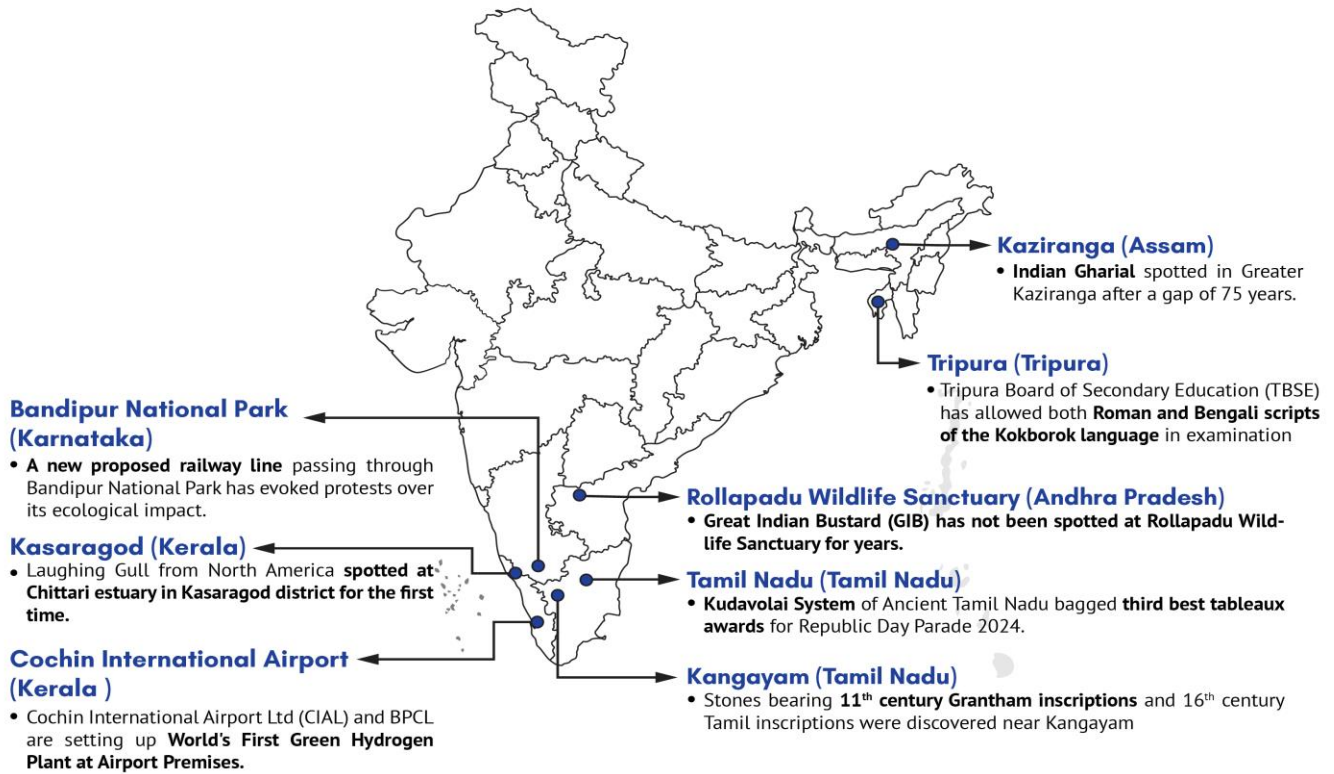 Kaziranga (Assam)
• Indian Gharial spotted in Greater
Kaziranga after a gap of 75 years.
Tripura (Tripura)
• Tripura Board of Secondary Education (TBSE)
has allowed both Roman and Bengali scripts
of the Kokborok language in examination
Bandipur National Park
(Karnataka)
• A new proposed railway line passing through
Bandipur National Park has evoked protests over
its ecological impact.
Rollapadu Wildlife Sanctuary (Andhra Pradesh)
• Great Indian Bustard (GIB) has not been spotted at Rollapadu Wild-
life Sanctuary for years.
Kasaragod (Kerala)
• Laughing Gull from North America spotted at
Chittari estuary in Kasaragod district for the first
time.
Tamil Nadu (Tamil Nadu)
• Kudavolai System of Ancient Tamil Nadu bagged third best tableaux
awards for Republic Day Parade 2024.
Cochin International Airport
(Kerala )
• Cochin International Airport Ltd (CIAL) and BPCL
are setting up World's First Green Hydrogen
Plant at Airport Premises.
Kangayam (Tamil Nadu)
• Stones bearing 11th century Grantham inscriptions and 16th century
Tamil inscriptions were discovered near Kangayam